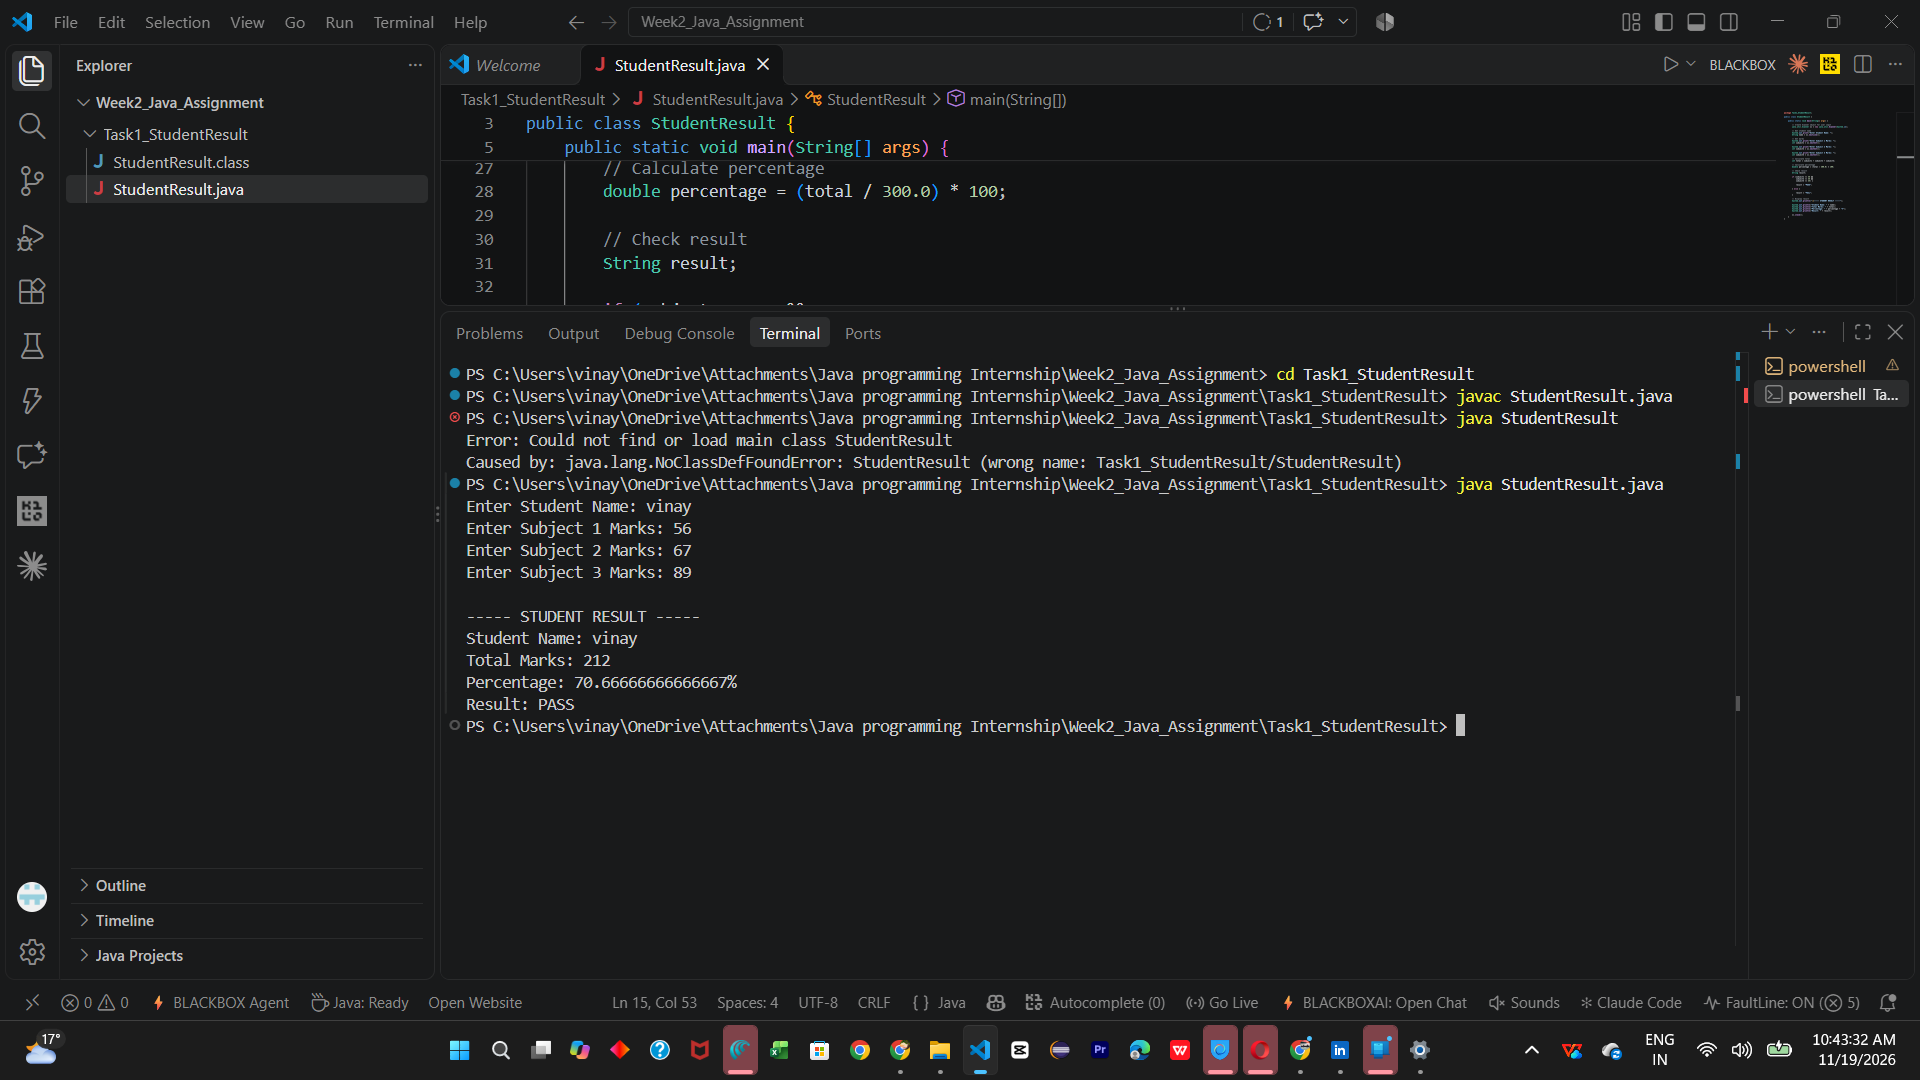 File Edit Selection View Go Run Terminal Help
Week2_Java_Assignment
1
Explorer
Week2_Java_Assignment
Task1_StudentResult
StudentResult.class
StudentResult.java
Outline
Timeline
Java Projects
Welcome
StudentResult.java
BLACKBOX
Task1_StudentResult > StudentResult.java > StudentResult > main(String[])
3 public class StudentResult {
5 public static void main(String[] args) {
27 // Calculate percentage
28 double percentage = (total / 300.0) * 100;
29
30 // Check result
31 String result;
32
Problems Output Debug Console Terminal Ports
powershell
powershell Ta...
PS C:\Users\vinay\OneDrive\Attachments\Java programming Internship\Week2_Java_Assignment> cd Task1_StudentResult
PS C:\Users\vinay\OneDrive\Attachments\Java programming Internship\Week2_Java_Assignment\Task1_StudentResult> javac StudentResult.java
PS C:\Users\vinay\OneDrive\Attachments\Java programming Internship\Week2_Java_Assignment\Task1_StudentResult> java StudentResult
Error: Could not find or load main class StudentResult
Caused by: java.lang.NoClassDefFoundError: StudentResult (wrong name: Task1_StudentResult/StudentResult)
PS C:\Users\vinay\OneDrive\Attachments\Java programming Internship\Week2_Java_Assignment\Task1_StudentResult> java StudentResult.java
Enter Student Name: vinay
Enter Subject 1 Marks: 56
Enter Subject 2 Marks: 67
Enter Subject 3 Marks: 89
----- STUDENT RESULT -----
Student Name: vinay
Total Marks: 212
Percentage: 70.66666666666667%
Result: PASS
PS C:\Users\vinay\OneDrive\Attachments\Java programming Internship\Week2_Java_Assignment\Task1_StudentResult>
0 0 BLACKBOX Agent Java: Ready Open Website Ln 15, Col 53 Spaces: 4 UTF-8 CRLF { } Java Autocomplete (0) Go Live BLACKBOXAI: Open Chat Sounds Claude Code FaultLine: ON ( 5)
17°
ENG
IN
10:43:32 AM
11/19/2026